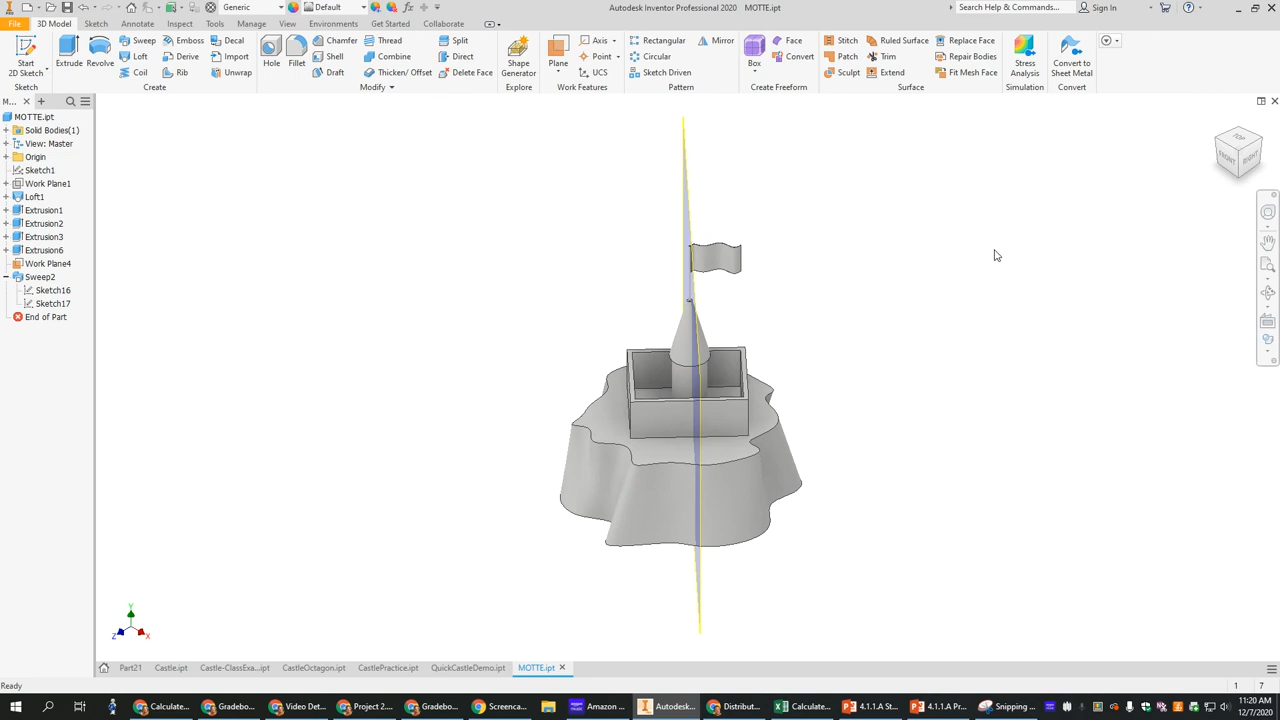 Generic
Default
Autodesk Inventor Professional 2020 MOTTE.ipt
Search Help & Commands...
Sign In
File 3D Model Sketch Annotate Inspect Tools Manage View Environments Get Started Collaborate
Start
2D Sketch
Sketch
Extrude
Revolve
Sweep
Loft
Coil
Emboss
Derive
Rib
Decal
Import
Unwrap
Create
Hole
Fillet
Chamfer
Shell
Draft
Thread
Combine
Thicken/ Offset
Split
Direct
Delete Face
Modify
Shape
Generator
Explore
Plane
Axis
Point
UCS
Work Features
Rectangular
Circular
Sketch Driven
Mirror
Pattern
Box
Face
Convert
Create Freeform
Stitch
Patch
Sculpt
Ruled Surface
Trim
Extend
Replace Face
Repair Bodies
Fit Mesh Face
Surface
Stress
Analysis
Simulation
Convert to
Sheet Metal
Convert
M...
MOTTE.ipt
Solid Bodies(1)
View: Master
Origin
Sketch1
Work Plane1
Loft1
Extrusion1
Extrusion2
Extrusion3
Extrusion6
Work Plane4
Sweep2
Sketch16
Sketch17
End of Part
TOP
FRONT
RIGHT
Y
Z
X
Part21 Castle.ipt Castle-ClassExa...ipt CastleOctagon.ipt CastlePractice.ipt QuickCastleDemo.ipt MOTTE.ipt
Ready
1 7
Calculate... Gradebo... Video Det... Project 2... Gradebo... Screenca... Amazon ... Autodes... Distribut... Calculate... 4.1.1.A St... 4.1.1.A Pr... Snipping ...
11:20 AM
12/7/2020